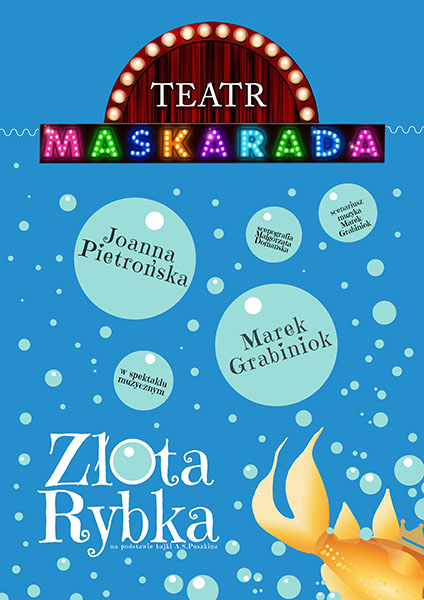 TEATR
MASKARADA
Joanna
Pietrońska
scenografia
Małgorzata
Domańska
scenariusz
muzyka
Marek
Grabiniok
Marek
Grabiniok
w spektaklu
muzycznym
Złota
Rybka
na podstawie bajki A.S.Puszkina